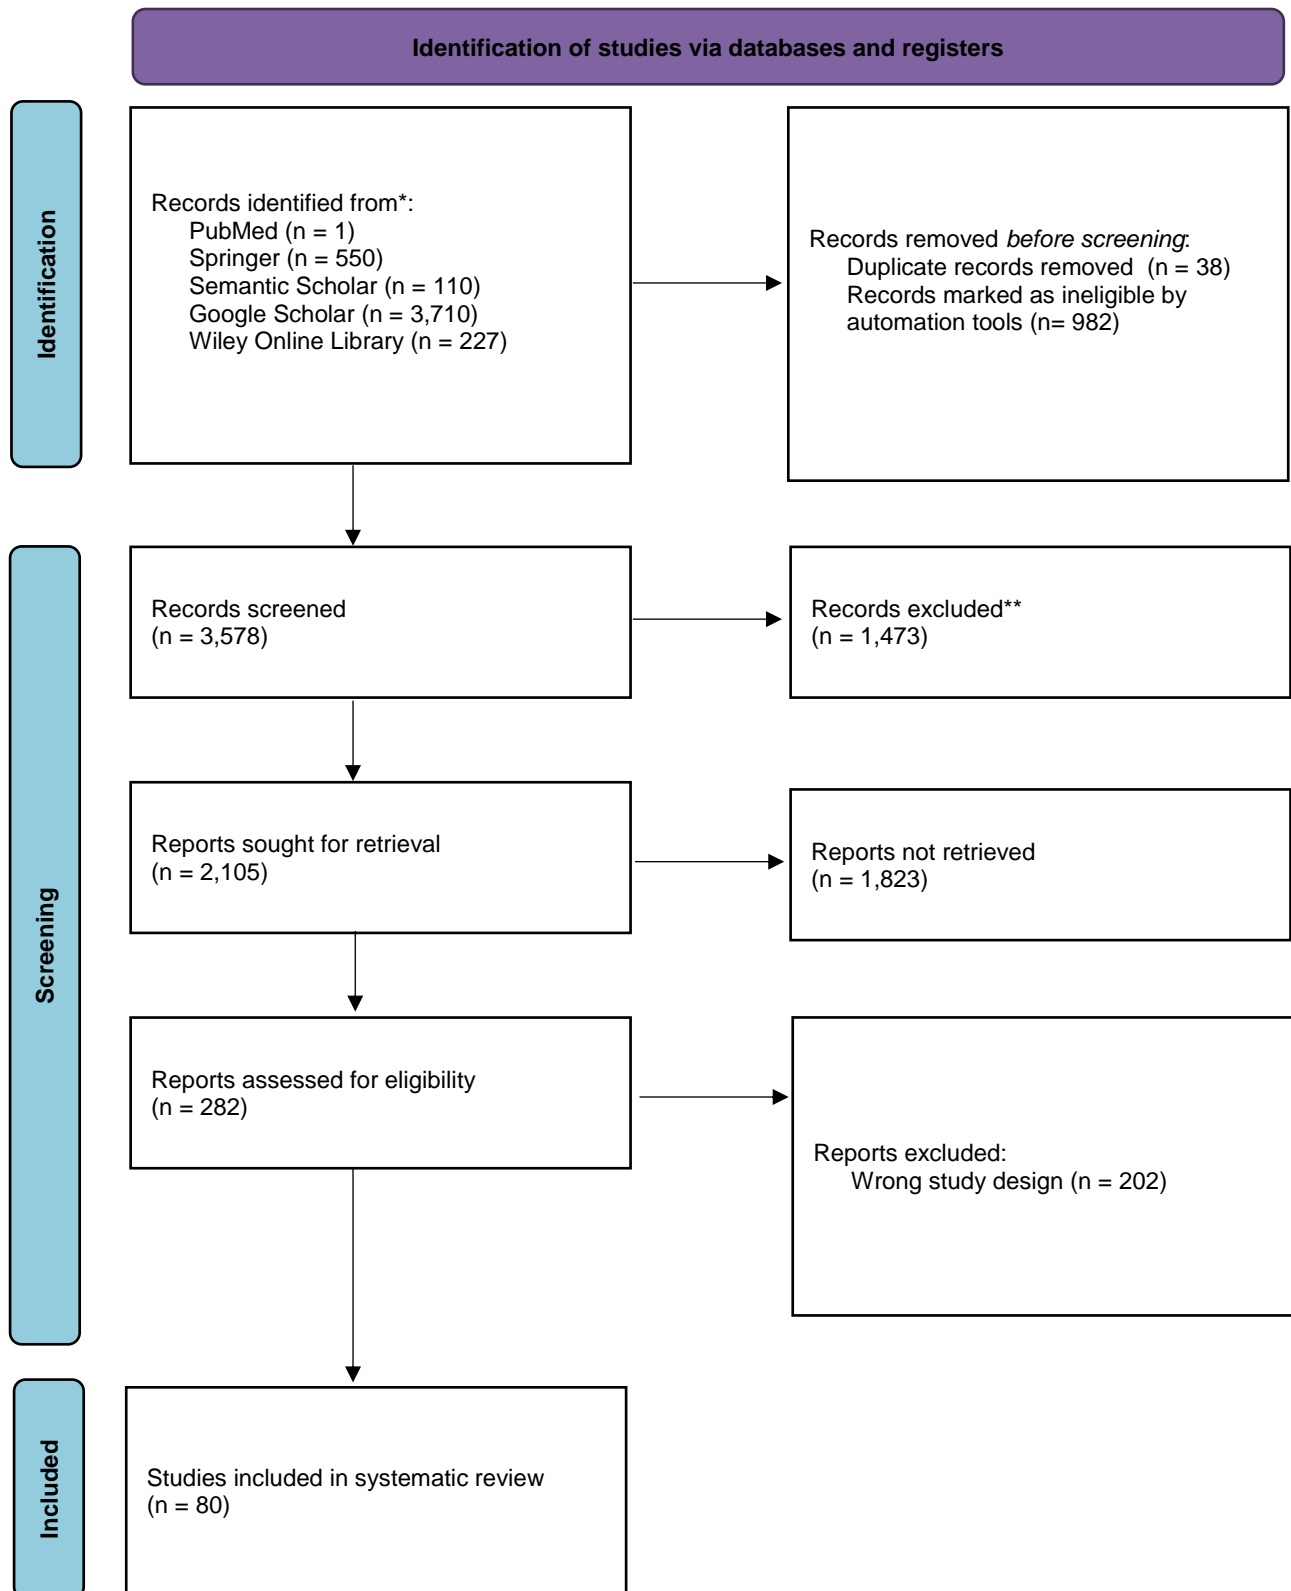 Identification of studies via databases and registers
Identification
Records identified from*:
PubMed (n = 1)
Springer (n = 550)
Semantic Scholar (n = 110)
Google Scholar (n = 3,710)
Wiley Online Library (n = 227)
Records removed before screening:
Duplicate records removed (n = 38)
Records marked as ineligible by
automation tools (n= 982)
Screening
Records screened
(n = 3,578)
Records excluded**
(n = 1,473)
Reports sought for retrieval
(n = 2,105)
Reports not retrieved
(n = 1,823)
Reports assessed for eligibility
(n = 282)
Reports excluded:
Wrong study design (n = 202)
Included
Studies included in systematic review
(n = 80)